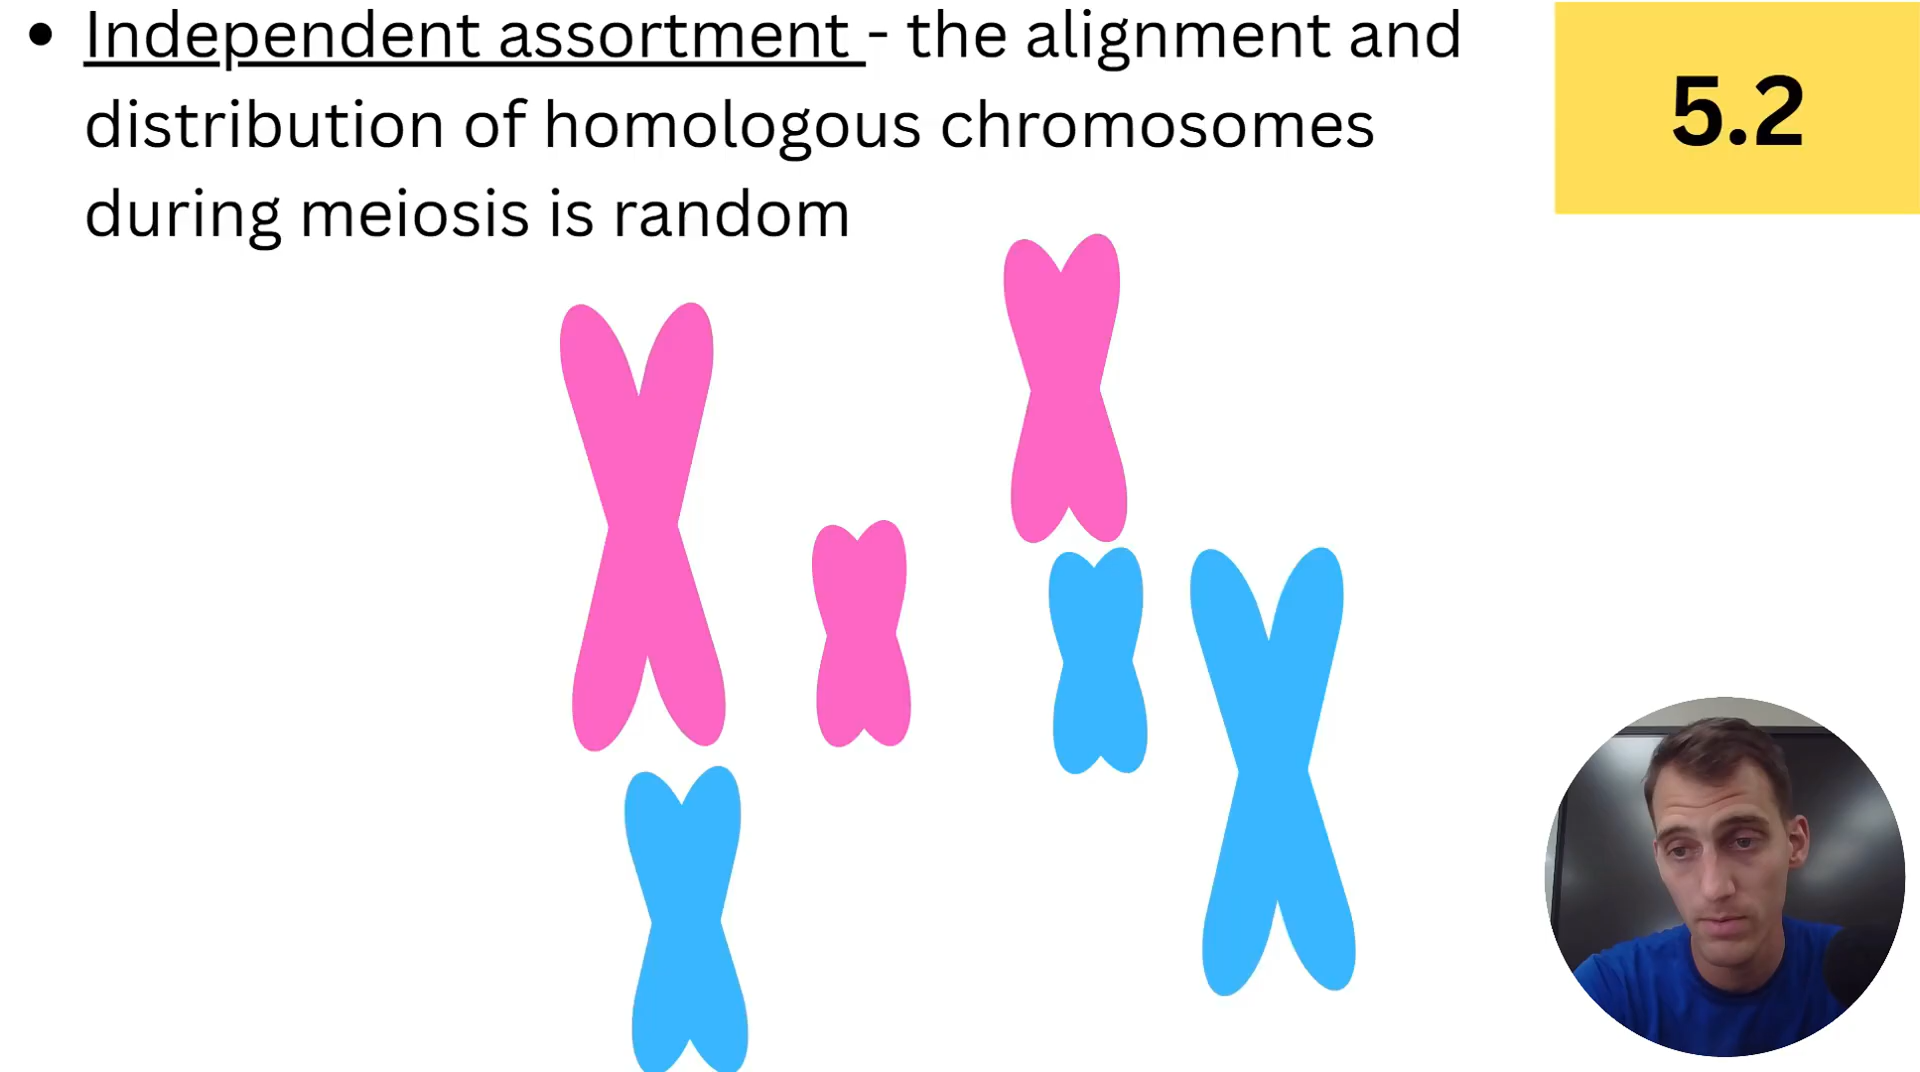 • Independent assortment - the alignment and
distribution of homologous chromosomes
during meiosis is random
5.2